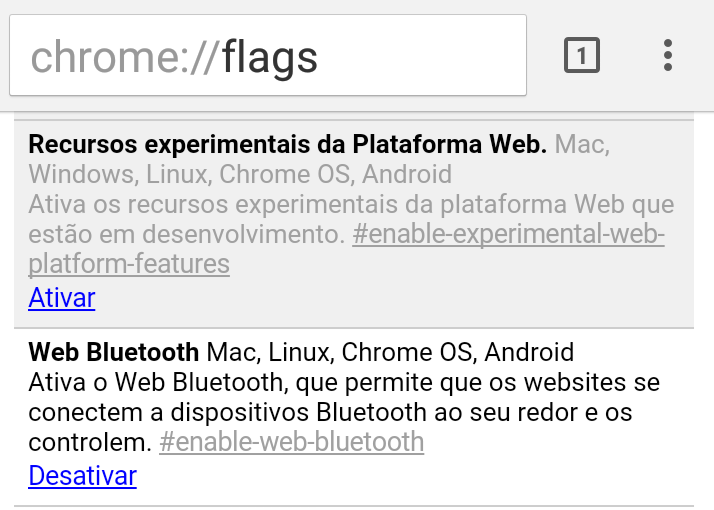 chrome://flags
1
Recursos experimentais da Plataforma Web. Mac,
Windows, Linux, Chrome OS, Android
Ativa os recursos experimentais da plataforma Web que
estão em desenvolvimento. #enable-experimental-web-
platform-features
Ativar
Web Bluetooth Mac, Linux, Chrome OS, Android
Ativa o Web Bluetooth, que permite que os websites se
conectem a dispositivos Bluetooth ao seu redor e os
controlem. #enable-web-bluetooth
Desativar